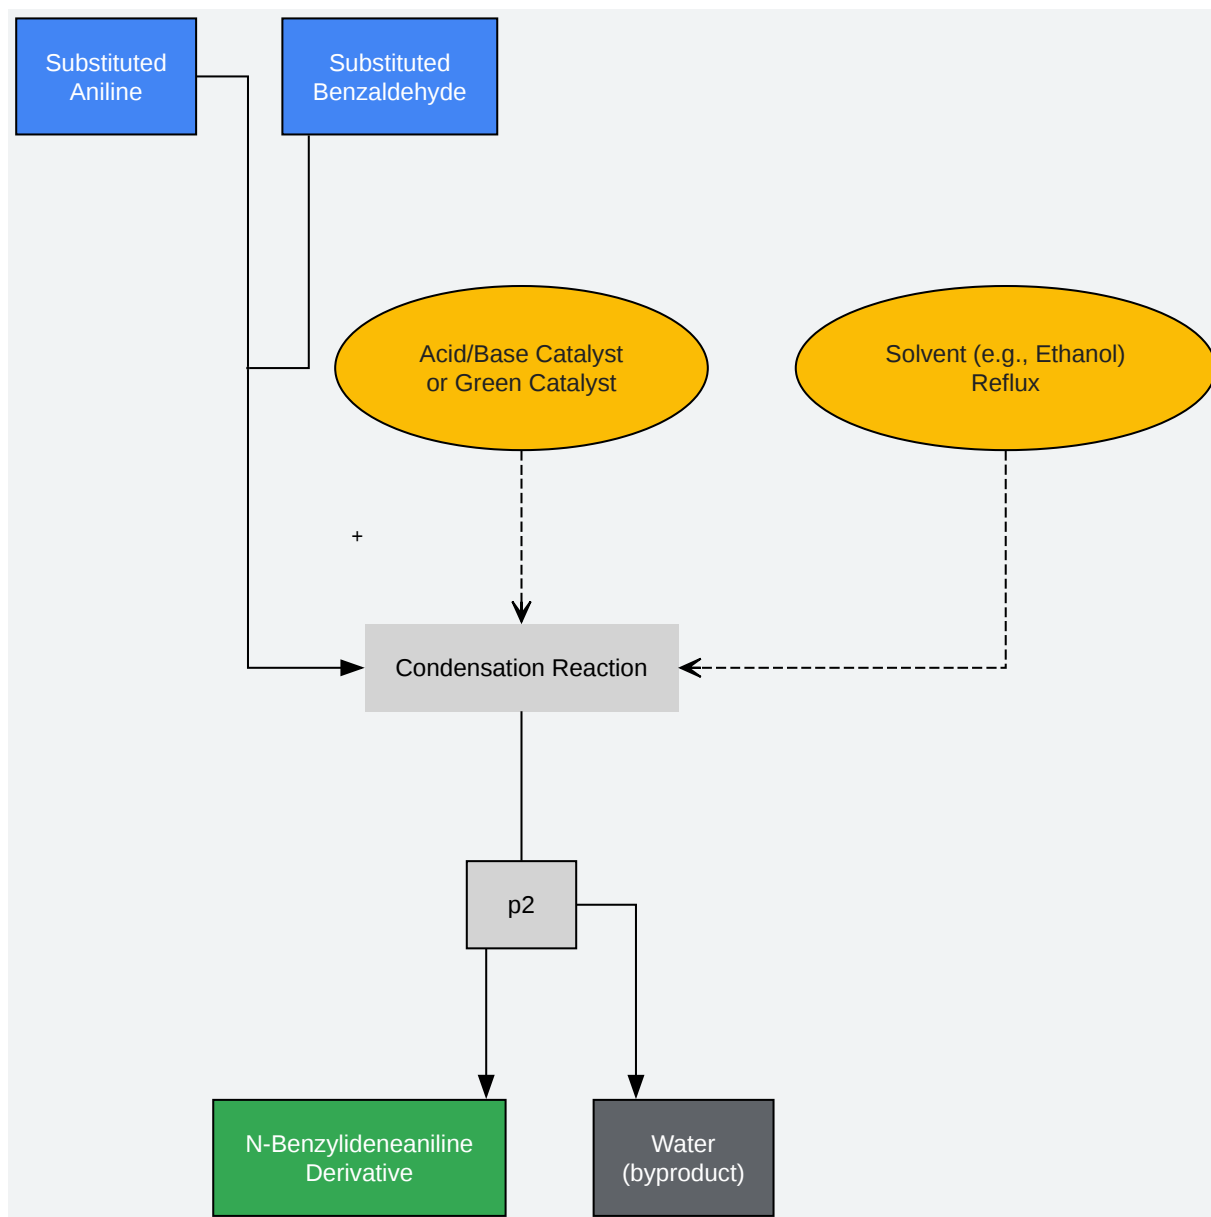 Substituted
Aniline
Substituted
Benzaldehyde
Acid/Base Catalyst
or Green Catalyst
Solvent (e.g., Ethanol)
Reflux
+
Condensation Reaction
p2
N-Benzylideneaniline
Derivative
Water
(byproduct)